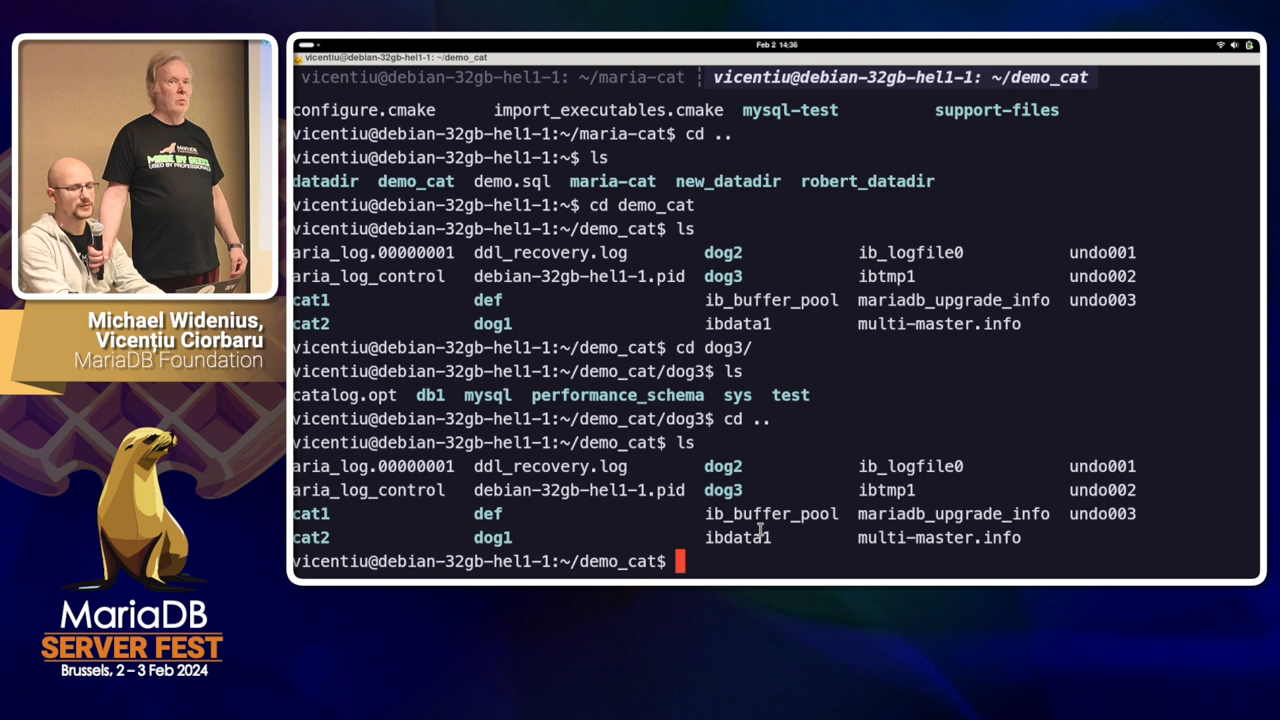 Feb 2 14:36
vicentiu@debian-32gb-hel1-1: ~/demo_cat
vicentiu@debian-32gb-hel1-1: ~/maria-cat
vicentiu@debian-32gb-hel1-1: ~/demo_cat
configure.cmake import_executables.cmake mysql-test support-files
vicentiu@debian-32gb-hel1-1:~/maria-cat$ cd ..
vicentiu@debian-32gb-hel1-1:~$ ls
datadir demo_cat demo.sql maria-cat new_datadir robert_datadir
vicentiu@debian-32gb-hel1-1:~$ cd demo_cat
vicentiu@debian-32gb-hel1-1:~/demo_cat$ ls
aria_log.00000001 ddl_recovery.log dog2 ib_logfile0 undo001
aria_log_control debian-32gb-hel1-1.pid dog3 ibtmp1 undo002
cat1 def ib_buffer_pool mariadb_upgrade_info undo003
cat2 dog1 ibdata1 multi-master.info
vicentiu@debian-32gb-hel1-1:~/demo_cat$ cd dog3/
vicentiu@debian-32gb-hel1-1:~/demo_cat/dog3$ ls
catalog.opt db1 mysql performance_schema sys test
vicentiu@debian-32gb-hel1-1:~/demo_cat/dog3$ cd ..
vicentiu@debian-32gb-hel1-1:~/demo_cat$ ls
aria_log.00000001 ddl_recovery.log dog2 ib_logfile0 undo001
aria_log_control debian-32gb-hel1-1.pid dog3 ibtmp1 undo002
cat1 def ib_buffer_pool mariadb_upgrade_info undo003
cat2 dog1 ibdata1 multi-master.info
vicentiu@debian-32gb-hel1-1:~/demo_cat$
MariaDB
MADE BY GEEKS
USED BY PROFESSIONALS
Michael Widenius,
Vicențiu Ciorbaru
MariaDB Foundation
MariaDB
SERVER FEST
Brussels, 2 – 3 Feb 2024